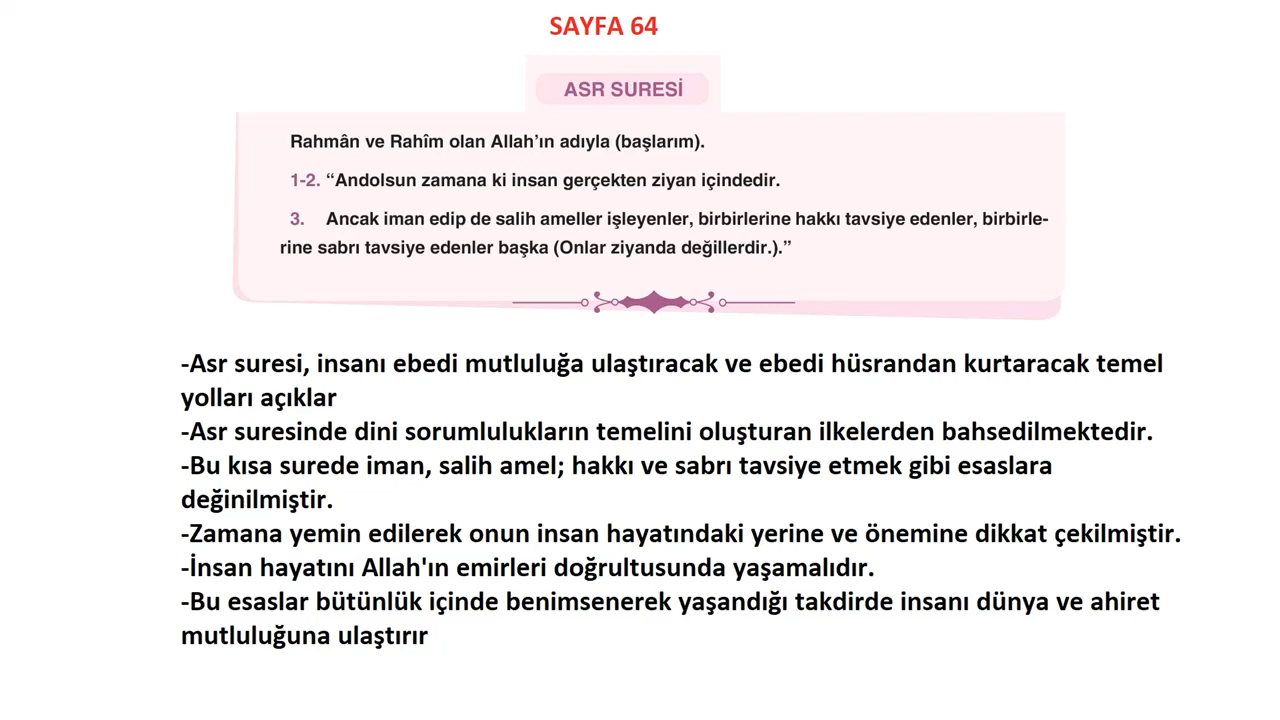 SAYFA 64
ASR SURESİ
Rahmân ve Rahîm olan Allah’ın adıyla (başlarım).
1-2. “Andolsun zamana ki insan gerçekten ziyan içindedir.
3. Ancak iman edip de salih ameller işleyenler, birbirlerine hakkı tavsiye edenler, birbirle-
rine sabrı tavsiye edenler başka (Onlar ziyanda değillerdir.).”
-Asr suresi, insanı ebedi mutluluğa ulaştıracak ve ebedi hüsrandan kurtaracak temel
yolları açıklar
-Asr suresinde dini sorumlulukların temelini oluşturan ilkelerden bahsedilmektedir.
-Bu kısa surede iman, salih amel; hakkı ve sabrı tavsiye etmek gibi esaslara
değinilmiştir.
-Zamana yemin edilerek onun insan hayatındaki yerine ve önemine dikkat çekilmiştir.
-İnsan hayatını Allah'ın emirleri doğrultusunda yaşamalıdır.
-Bu esaslar bütünlük içinde benimsenerek yaşandığı takdirde insanı dünya ve ahiret
mutluluğuna ulaştırır